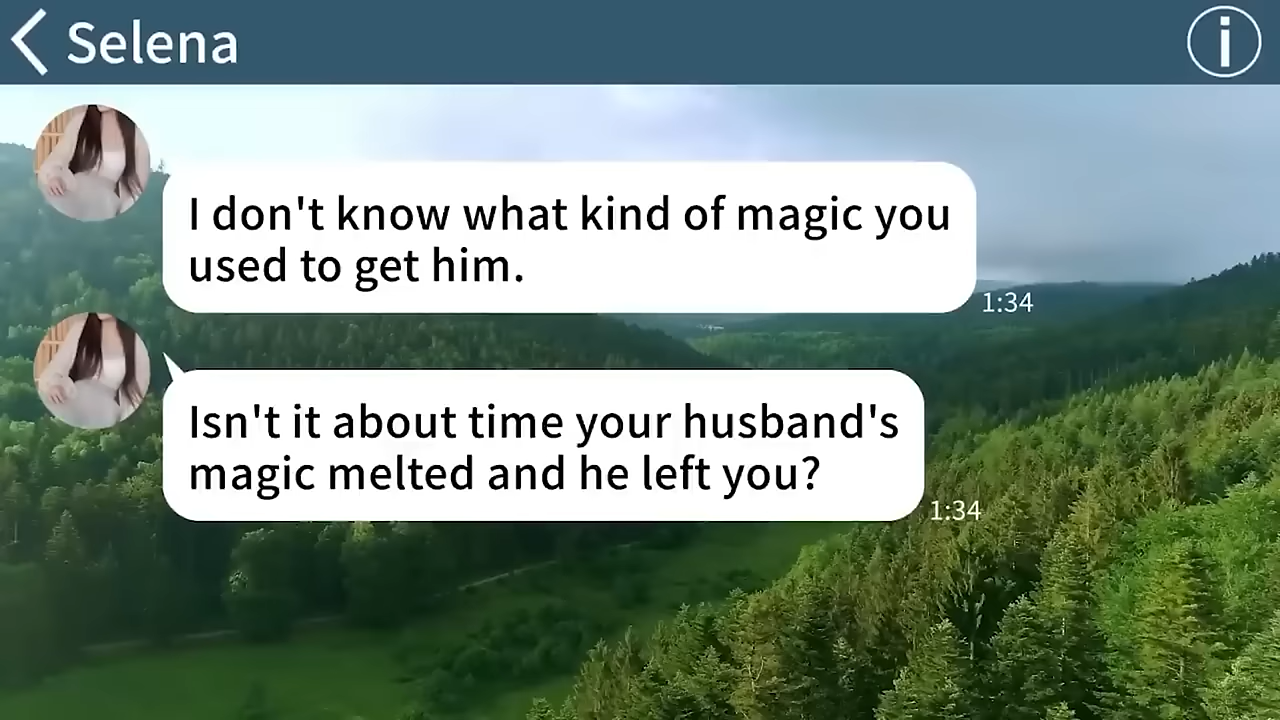 Selena
I don't know what kind of magic you
used to get him.
1:34
Isn't it about time your husband's
magic melted and he left you?
1:34